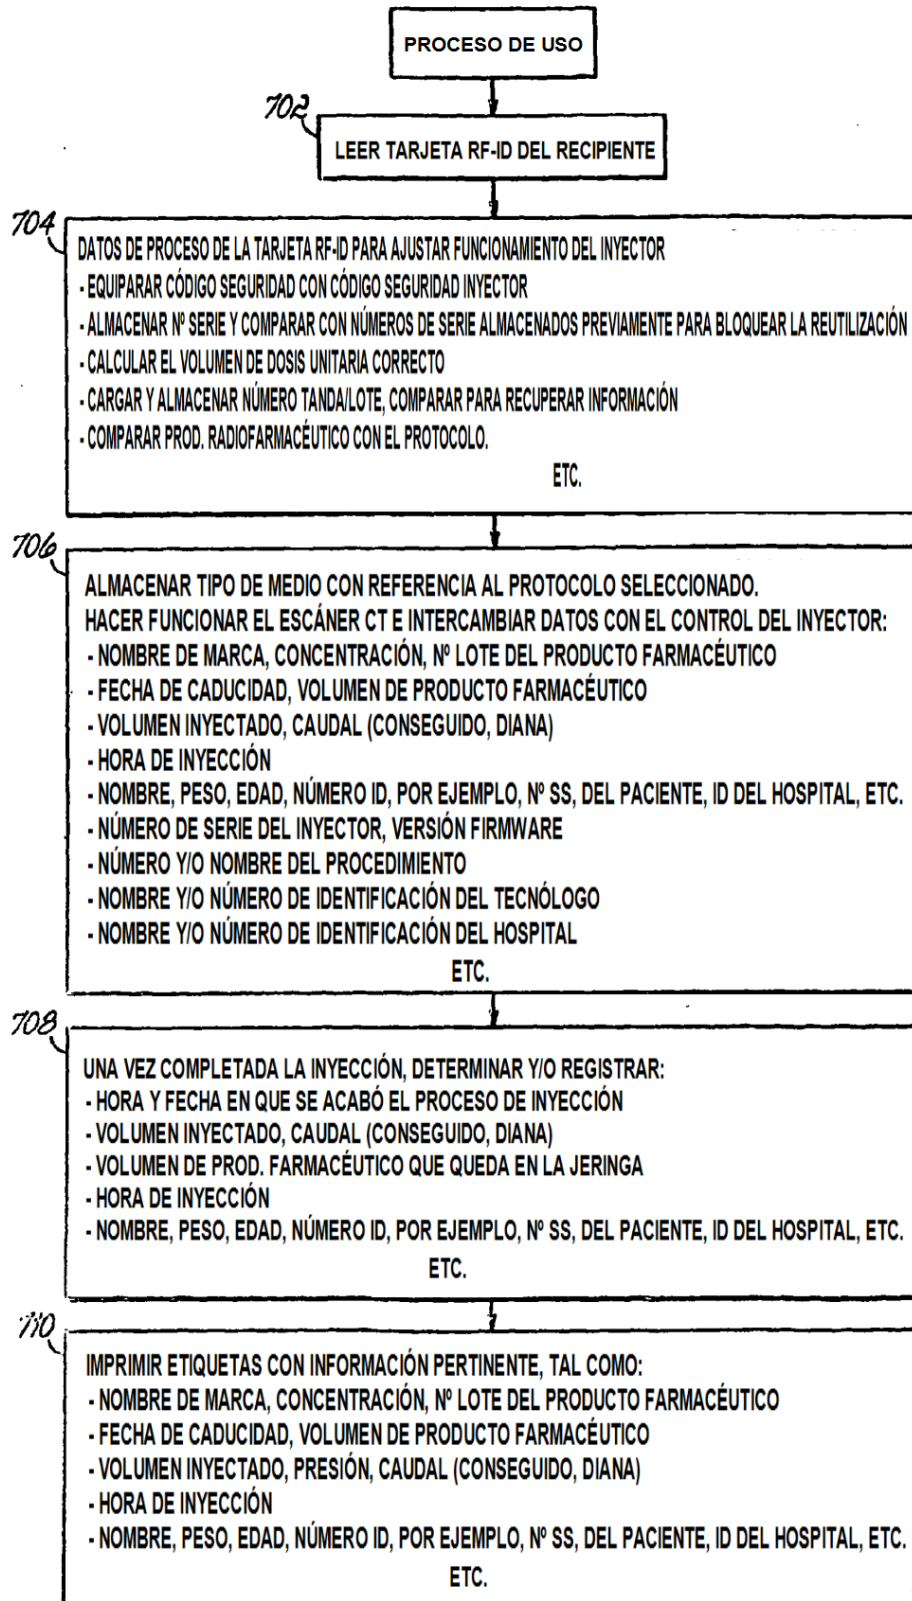 PROCESO DE USO
702
LEER TARJETA RF-ID DEL RECIPIENTE
704
DATOS DE PROCESO DE LA TARJETA RF-ID PARA AJUSTAR FUNCIONAMIENTO DEL INYECTOR
- EQUIPARAR CÓDIGO SEGURIDAD CON CÓDIGO SEGURIDAD INYECTOR
- ALMACENAR Nº SERIE Y COMPARAR CON NÚMEROS DE SERIE ALMACENADOS PREVIAMENTE PARA BLOQUEAR LA REUTILIZACIÓN
- CALCULAR EL VOLUMEN DE DOSIS UNITARIA CORRECTO
- CARGAR Y ALMACENAR NÚMERO TANDA/LOTE, COMPARAR PARA RECUPERAR INFORMACIÓN
- COMPARAR PROD. RADIOFARMACÉUTICO CON EL PROTOCOLO.
ETC.
706
ALMACENAR TIPO DE MEDIO CON REFERENCIA AL PROTOCOLO SELECCIONADO.
HACER FUNCIONAR EL ESCÁNER CT E INTERCAMBIAR DATOS CON EL CONTROL DEL INYECTOR:
- NOMBRE DE MARCA, CONCENTRACIÓN, Nº LOTE DEL PRODUCTO FARMACÉUTICO
- FECHA DE CADUCIDAD, VOLUMEN DE PRODUCTO FARMACÉUTICO
- VOLUMEN INYECTADO, CAUDAL (CONSEGUIDO, DIANA)
- HORA DE INYECCIÓN
- NOMBRE, PESO, EDAD, NÚMERO ID, POR EJEMPLO, Nº SS, DEL PACIENTE, ID DEL HOSPITAL, ETC.
- NÚMERO DE SERIE DEL INYECTOR, VERSIÓN FIRMWARE
- NÚMERO Y/O NOMBRE DEL PROCEDIMIENTO
- NOMBRE Y/O NÚMERO DE IDENTIFICACIÓN DEL TECNÓLOGO
- NOMBRE Y/O NÚMERO DE IDENTIFICACIÓN DEL HOSPITAL
ETC.
708
UNA VEZ COMPLETADA LA INYECCIÓN, DETERMINAR Y/O REGISTRAR:
- HORA Y FECHA EN QUE SE ACABÓ EL PROCESO DE INYECCIÓN
- VOLUMEN INYECTADO, CAUDAL (CONSEGUIDO, DIANA)
- VOLUMEN DE PROD. FARMACÉUTICO QUE QUEDA EN LA JERINGA
- HORA DE INYECCIÓN
- NOMBRE, PESO, EDAD, NÚMERO ID, POR EJEMPLO, Nº SS, DEL PACIENTE, ID DEL HOSPITAL, ETC.
ETC.
710
IMPRIMIR ETIQUETAS CON INFORMACIÓN PERTINENTE, TAL COMO:
- NOMBRE DE MARCA, CONCENTRACIÓN, Nº LOTE DEL PRODUCTO FARMACÉUTICO
- FECHA DE CADUCIDAD, VOLUMEN DE PRODUCTO FARMACÉUTICO
- VOLUMEN INYECTADO, PRESIÓN, CAUDAL (CONSEGUIDO, DIANA)
- HORA DE INYECCIÓN
- NOMBRE, PESO, EDAD, NÚMERO ID, POR EJEMPLO, Nº SS, DEL PACIENTE, ID DEL HOSPITAL, ETC.
ETC.